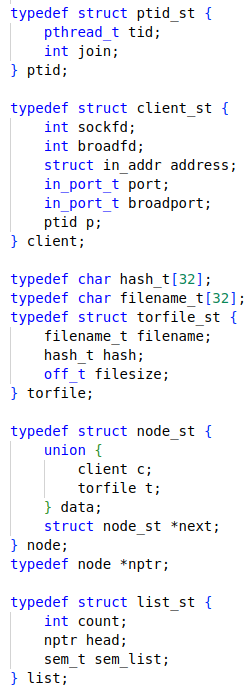 typedef struct ptid_st {
    pthread_t tid;
    int join;
} ptid;

typedef struct client_st {
    int sockfd;
    int broadfd;
    struct in_addr address;
    in_port_t port;
    in_port_t broadport;
    ptid p;
} client;

typedef char hash_t[32];
typedef char filename_t[32];
typedef struct torfile_st {
    filename_t filename;
    hash_t hash;
    off_t filesize;
} torfile;

typedef struct node_st {
    union {
        client c;
        torfile t;
    } data;
    struct node_st *next;
} node;
typedef node *nptr;

typedef struct list_st {
    int count;
    nptr head;
    sem_t sem_list;
} list;